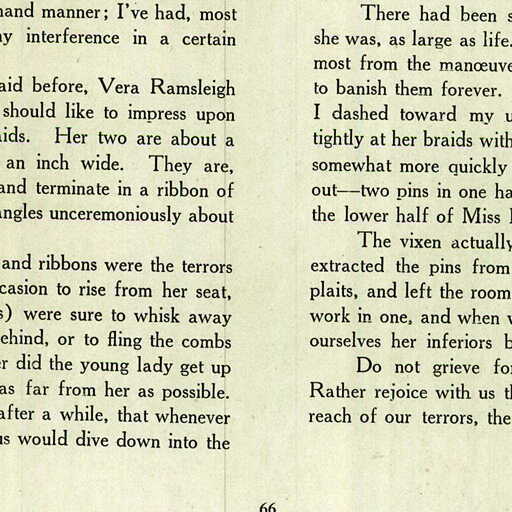 hand manner; I've had, most
ny interference in a certain
aid before, Vera Ramsleigh
should like to impress upon
aids. Her two are about a
an inch wide. They are,
and terminate in a ribbon of
angles unceremoniously about
and ribbons were the terrors
casion to rise from her seat,
s) were sure to whisk away
ehind, or to fling the combs
er did the young lady get up
as far from her as possible.
after a while, that whenever
us would dive down into the
There had been s
she was, as large as life.
most from the manœuve
to banish them forever.
I dashed toward my u
tightly at her braids with
somewhat more quickly
out—two pins in one ha
the lower half of Miss
The vixen actually
extracted the pins from
plaits, and left the room
work in one, and when
ourselves her inferiors b
Do not grieve fo
Rather rejoice with us th
reach of our terrors, the
66